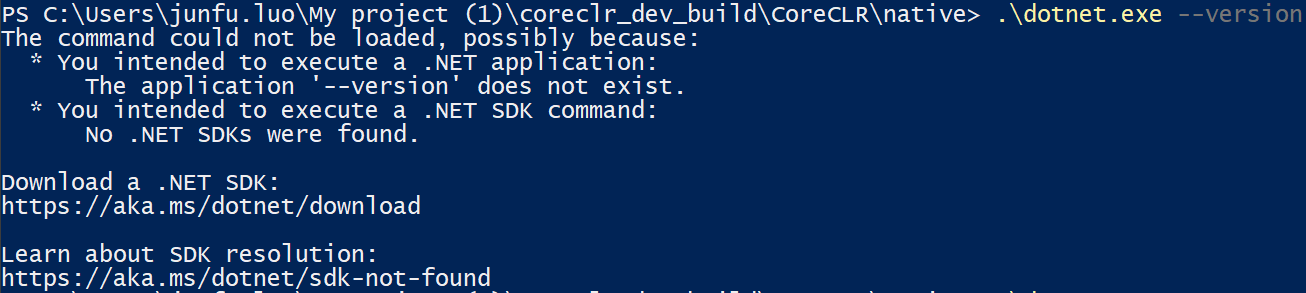 PS C:\Users\junfu.luo\My project (1)\coreclr_dev_build\CoreCLR\native> .\dotnet.exe --version
The command could not be loaded, possibly because:
  * You intended to execute a .NET application:
      The application '--version' does not exist.
  * You intended to execute a .NET SDK command:
      No .NET SDKs were found.

Download a .NET SDK:
https://aka.ms/dotnet/download

Learn about SDK resolution:
https://aka.ms/dotnet/sdk-not-found